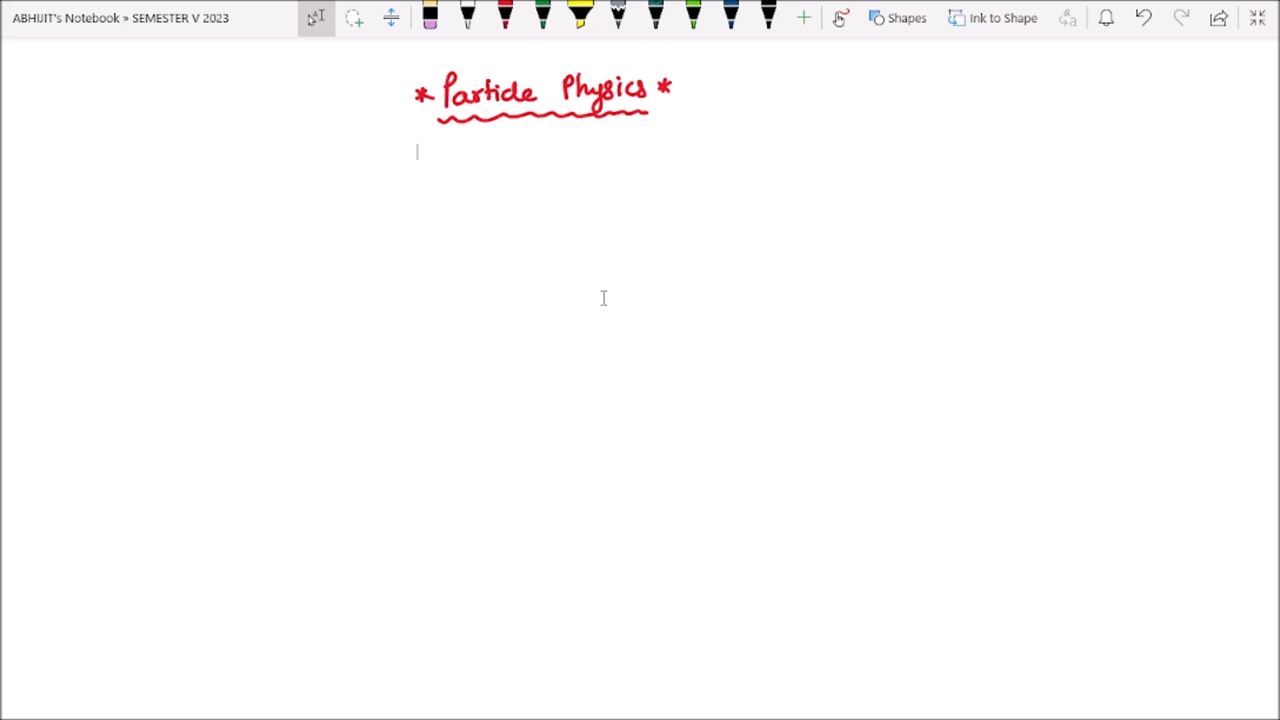 ABHIJIT's Notebook » SEMESTER V 2023
Shapes
Ink to Shape
* Particle Physics *